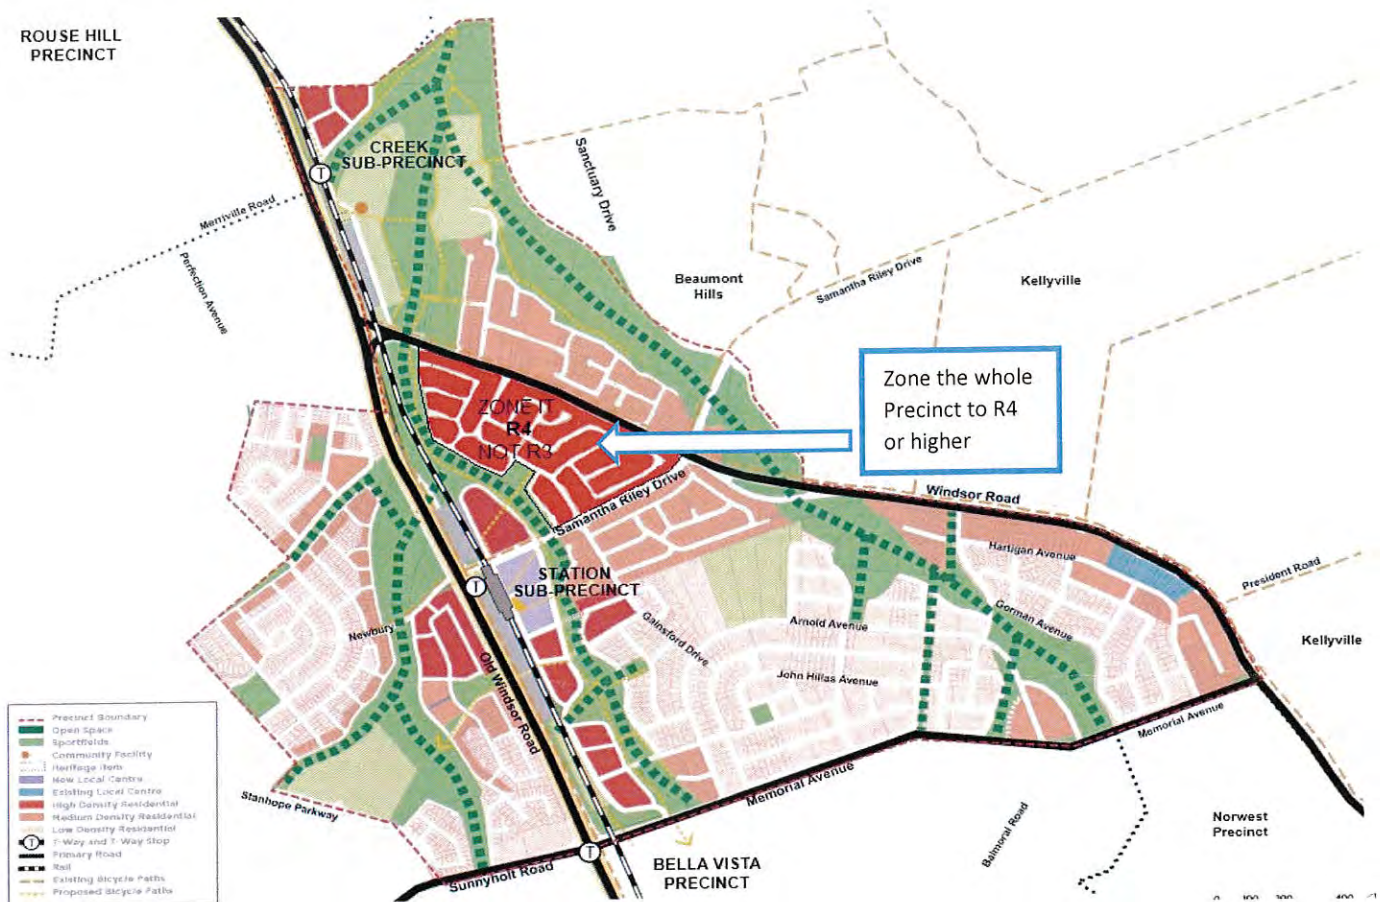 ROUSE HILL
PRECINCT
CREEK
SUB-PRECINCT
T
Merriville Road
Perfection Avenue
Sanctuary Drive
Beaumont
Hills
Samantha Riley Drive
Kellyville
Zone the whole
Precinct to R4
or higher
ZONE IT
R4
NOT R3
Samantha Riley Drive
Windsor Road
Hartigan Avenue
President Road
STATION
SUB-PRECINCT
T
Newbury
Old Windsor Road
Gainsford Drive
Arnold Avenue
Gorman Avenue
John Hillas Avenue
Kellyville
Memorial Avenue
Memorial Avenue
Stanhope Parkway
Balmoral Road
Norwest
Precinct
T
Sunnyholt Road
BELLA VISTA
PRECINCT
Precinct Boundary
Open Space
Sportfields
Community Facility
Heritage Item
New Local Centre
Existing Local Centre
High Density Residential
Medium Density Residential
Low Density Residential
T T-Way and T-Way Stop
Primary Road
Rail
Existing Bicycle Paths
Proposed Bicycle Paths
0 100